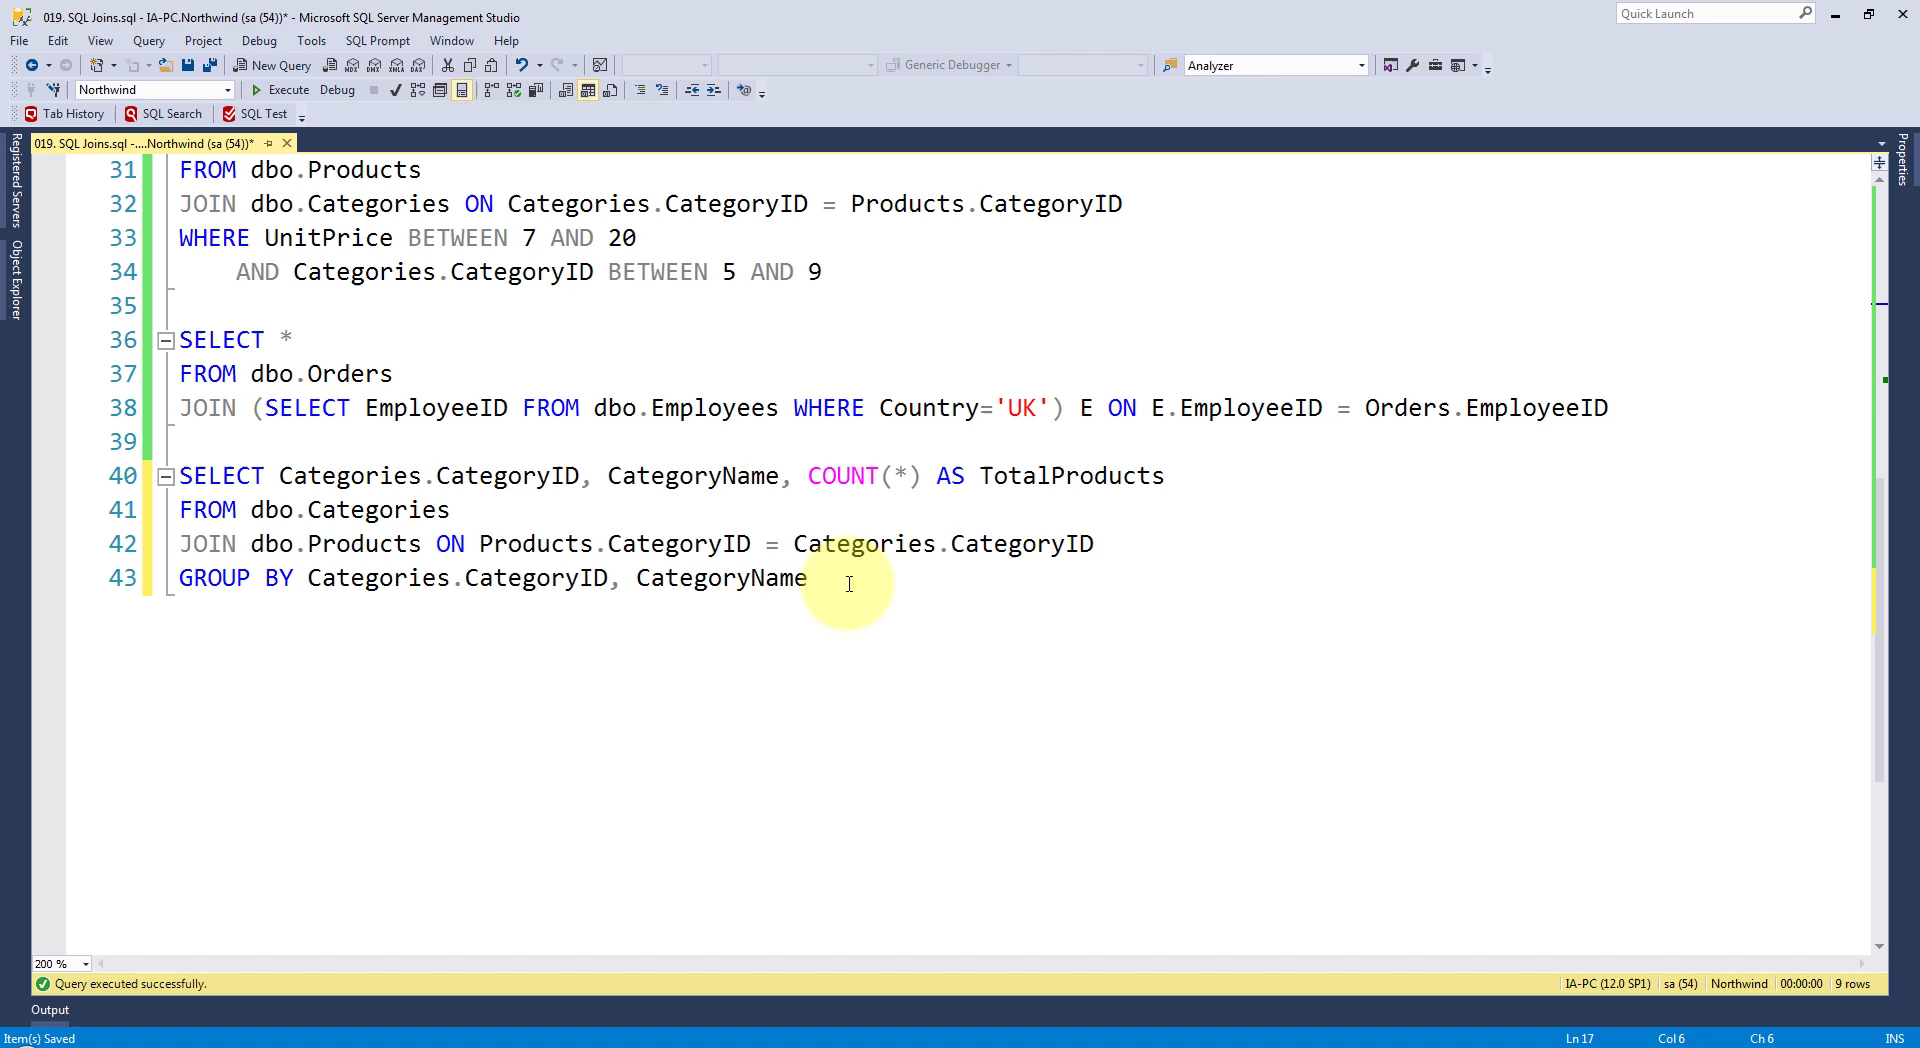 019. SQL Joins.sql - IA-PC.Northwind (sa (54))* - Microsoft SQL Server Management Studio
Quick Launch
File Edit View Query Project Debug Tools SQL Prompt Window Help
New Query MDX DMX XMLA DAX Generic Debugger Analyzer
Northwind Execute Debug
Tab History SQL Search SQL Test
019. SQL Joins.sql -....Northwind (sa (54))*
Registered Servers
Object Explorer
Properties
31 FROM dbo.Products
32 JOIN dbo.Categories ON Categories.CategoryID = Products.CategoryID
33 WHERE UnitPrice BETWEEN 7 AND 20
34 AND Categories.CategoryID BETWEEN 5 AND 9
35
36 SELECT *
37 FROM dbo.Orders
38 JOIN (SELECT EmployeeID FROM dbo.Employees WHERE Country='UK') E ON E.EmployeeID = Orders.EmployeeID
39
40 SELECT Categories.CategoryID, CategoryName, COUNT(*) AS TotalProducts
41 FROM dbo.Categories
42 JOIN dbo.Products ON Products.CategoryID = Categories.CategoryID
43 GROUP BY Categories.CategoryID, CategoryName
200 %
Query executed successfully. IA-PC (12.0 SP1) sa (54) Northwind 00:00:00 9 rows
Output
Item(s) Saved Ln 17 Col 6 Ch 6 INS